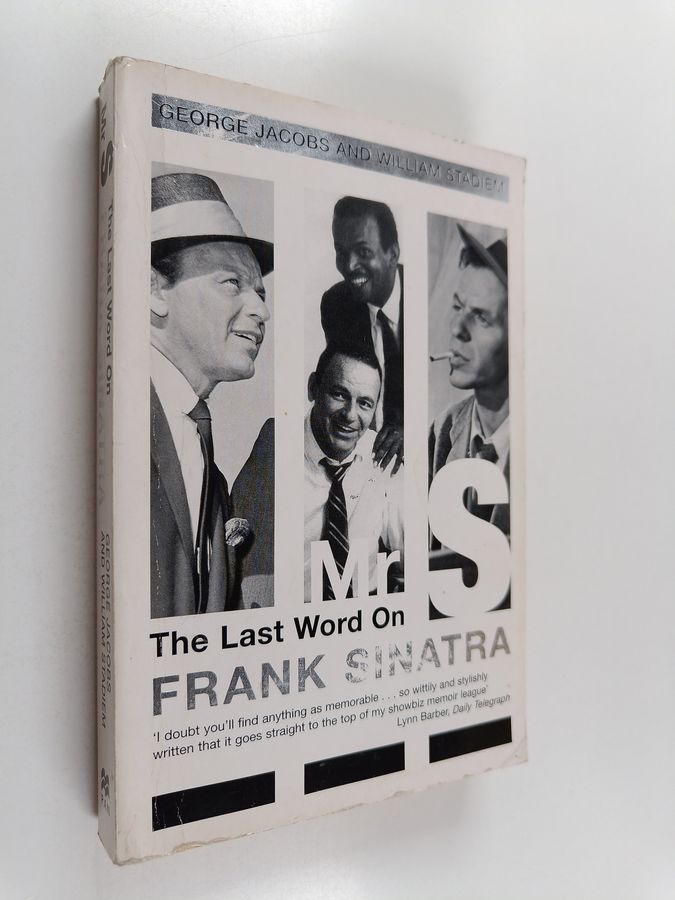 GEORGE JACOBS AND WILLIAM STADIEM
Mr S
The Last Word On
FRANK SINATRA
'I doubt you'll find anything as memorable . . . so wittily and stylishly
written that it goes straight to the top of my showbiz memoir league'
Lynn Barber, Daily Telegraph
Mr S The Last Word On
GEORGE JACOBS
AND WILLIAM STADIEM